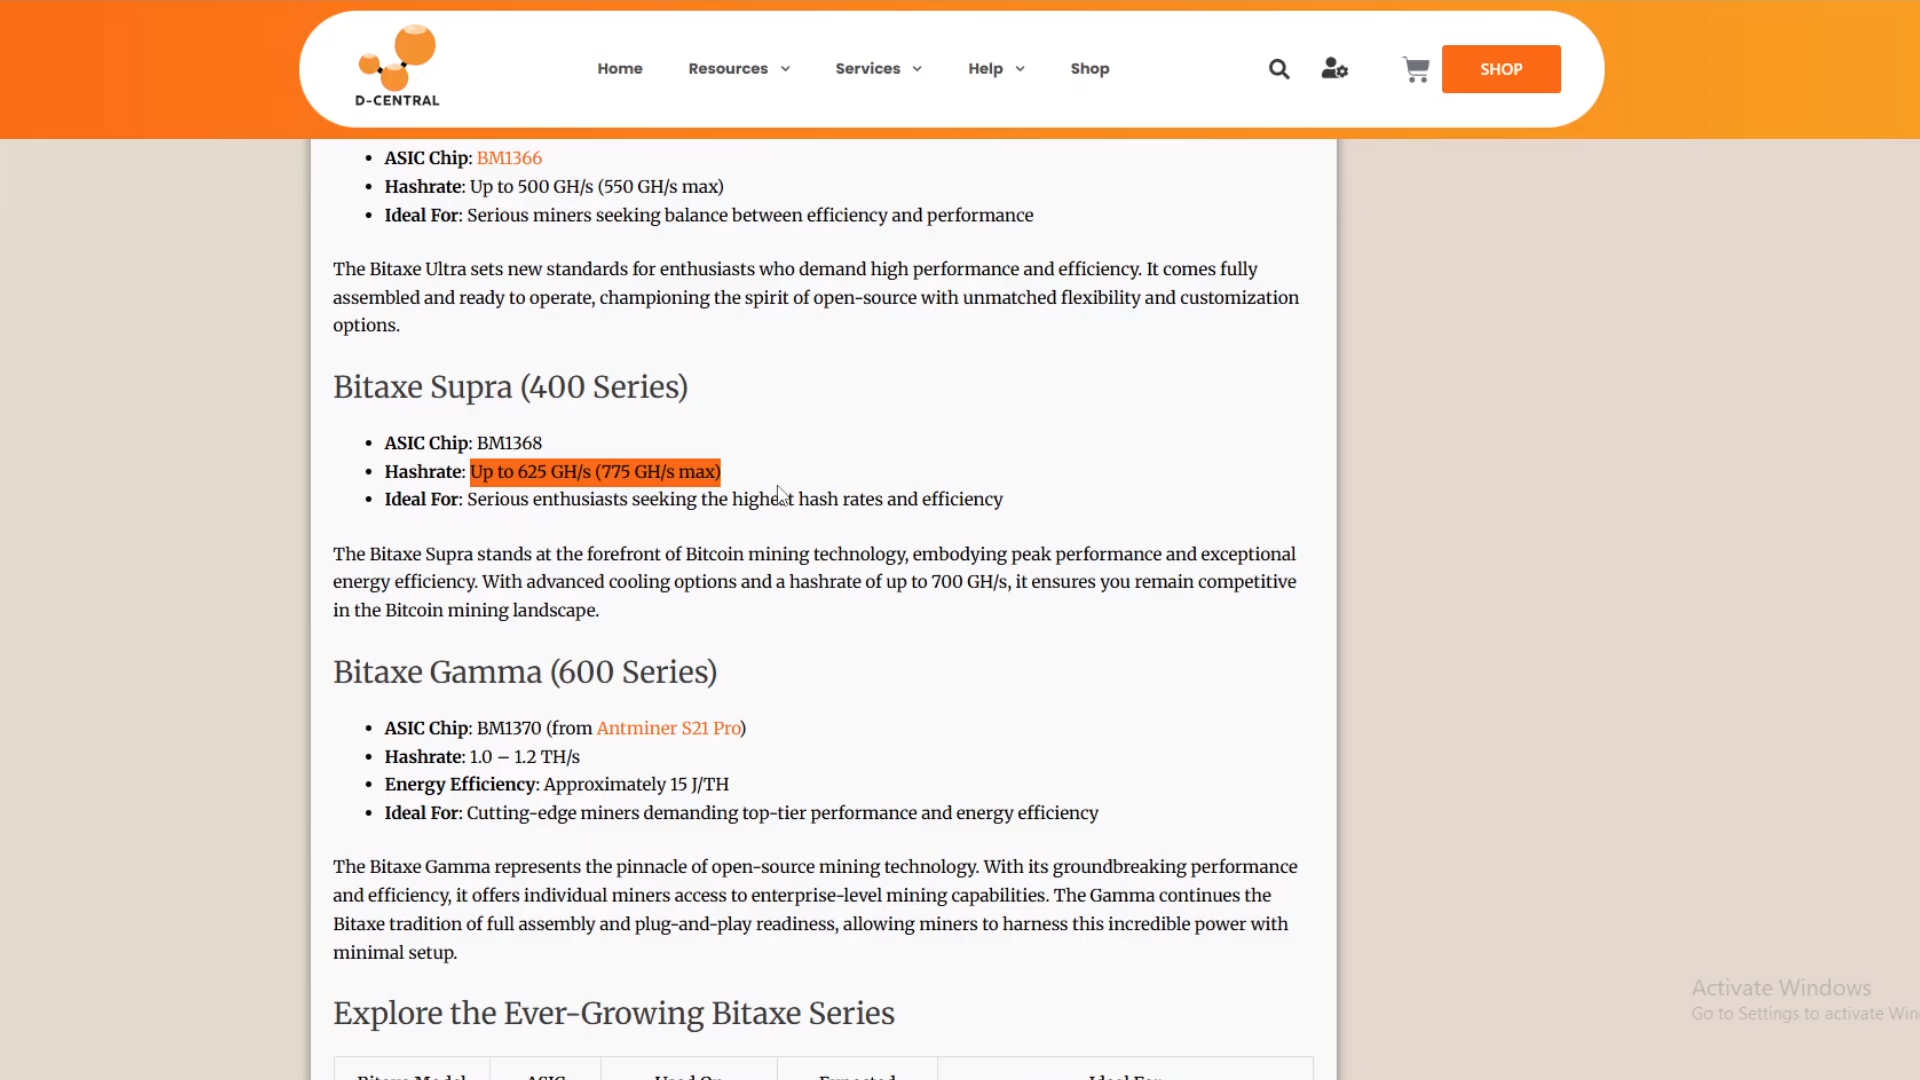 D-CENTRAL
Home
Resources
Services
Help
Shop
SHOP
• ASIC Chip: BM1366
• Hashrate: Up to 500 GH/s (550 GH/s max)
• Ideal For: Serious miners seeking balance between efficiency and performance
The Bitaxe Ultra sets new standards for enthusiasts who demand high performance and efficiency. It comes fully
assembled and ready to operate, championing the spirit of open-source with unmatched flexibility and customization
options.
Bitaxe Supra (400 Series)
• ASIC Chip: BM1368
• Hashrate: Up to 625 GH/s (775 GH/s max)
• Ideal For: Serious enthusiasts seeking the highest hash rates and efficiency
The Bitaxe Supra stands at the forefront of Bitcoin mining technology, embodying peak performance and exceptional
energy efficiency. With advanced cooling options and a hashrate of up to 700 GH/s, it ensures you remain competitive
in the Bitcoin mining landscape.
Bitaxe Gamma (600 Series)
• ASIC Chip: BM1370 (from Antminer S21 Pro)
• Hashrate: 1.0 – 1.2 TH/s
• Energy Efficiency: Approximately 15 J/TH
• Ideal For: Cutting-edge miners demanding top-tier performance and energy efficiency
The Bitaxe Gamma represents the pinnacle of open-source mining technology. With its groundbreaking performance
and efficiency, it offers individual miners access to enterprise-level mining capabilities. The Gamma continues the
Bitaxe tradition of full assembly and plug-and-play readiness, allowing miners to harness this incredible power with
minimal setup.
Explore the Ever-Growing Bitaxe Series
Bitaxe Model ASIC Used On Expected Ideal For
Activate Windows
Go to Settings to activate Win